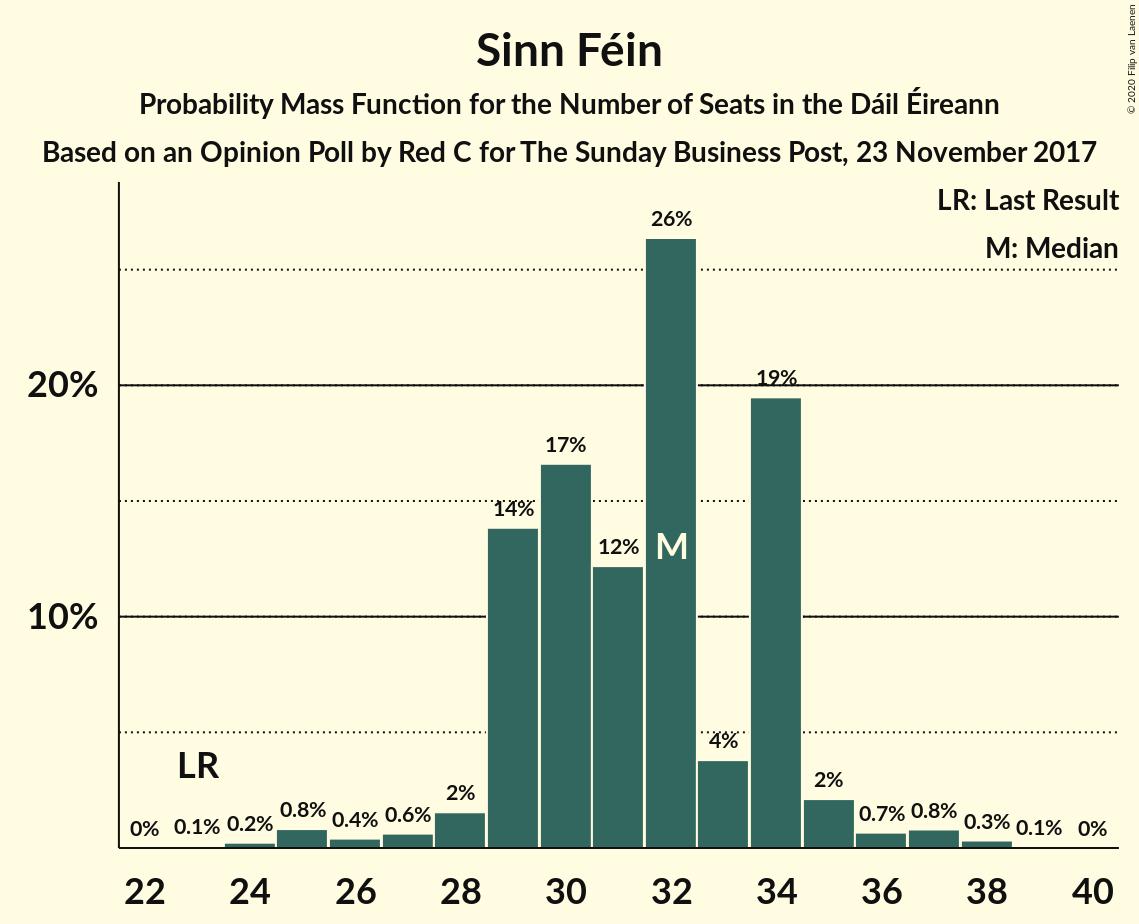 © 2020 Filip van Laenen
Sinn Féin
Probability Mass Function for the Number of Seats in the Dáil Éireann
Based on an Opinion Poll by Red C for The Sunday Business Post, 23 November 2017
LR: Last Result
M: Median
26%
20%
19%
17%
14%
12%
M
10%
4%
LR
2%
2%
0%
0.1%
0.2%
0.8%
0.4%
0.6%
0.7%
0.8%
0.3%
0.1%
0%
22 24 26 28 30 32 34 36 38 40